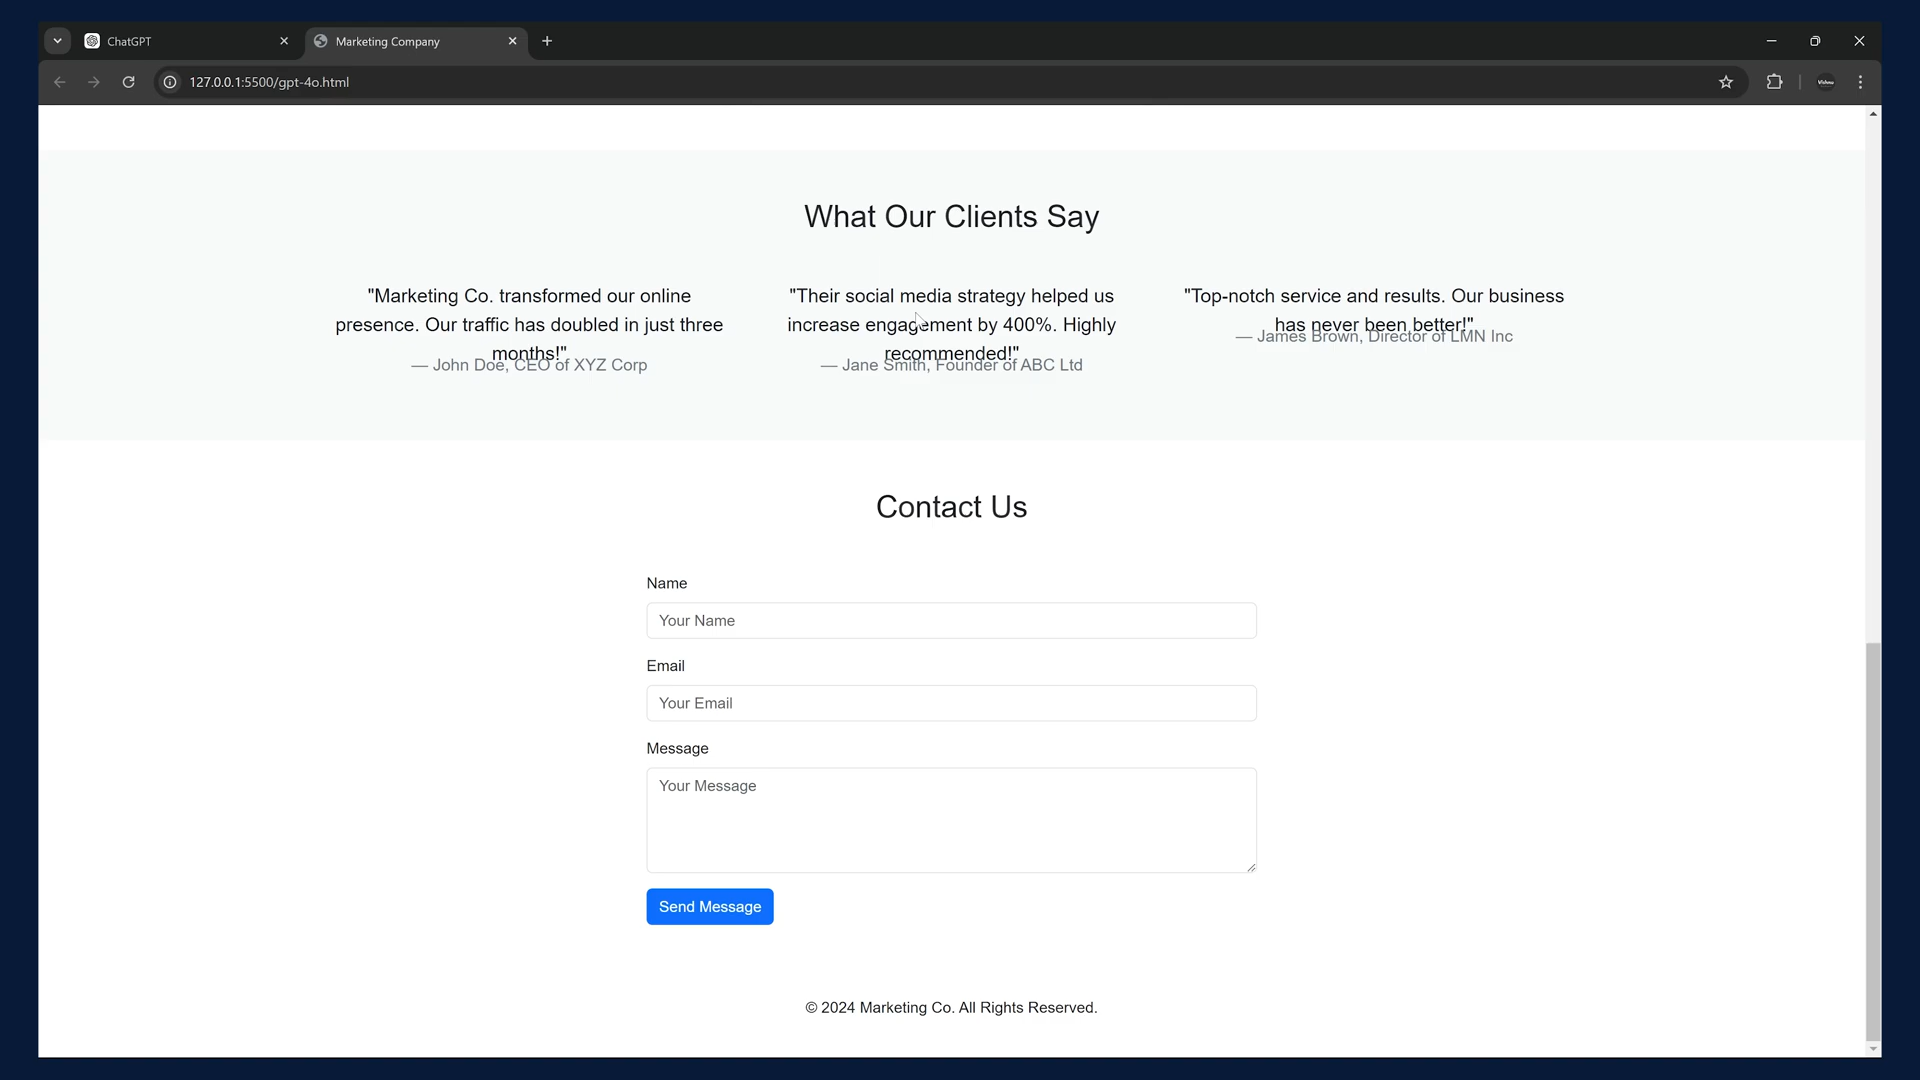 ChatGPT
Marketing Company
127.0.0.1:5500/gpt-4o.html
What Our Clients Say
"Marketing Co. transformed our online
presence. Our traffic has doubled in just three
months!"
— John Doe, CEO of XYZ Corp
"Their social media strategy helped us
increase engagement by 400%. Highly
recommended!"
— Jane Smith, Founder of ABC Ltd
"Top-notch service and results. Our business
has never been better!"
— James Brown, Director of LMN Inc
Contact Us
Name
Your Name
Email
Your Email
Message
Your Message
Send Message
© 2024 Marketing Co. All Rights Reserved.